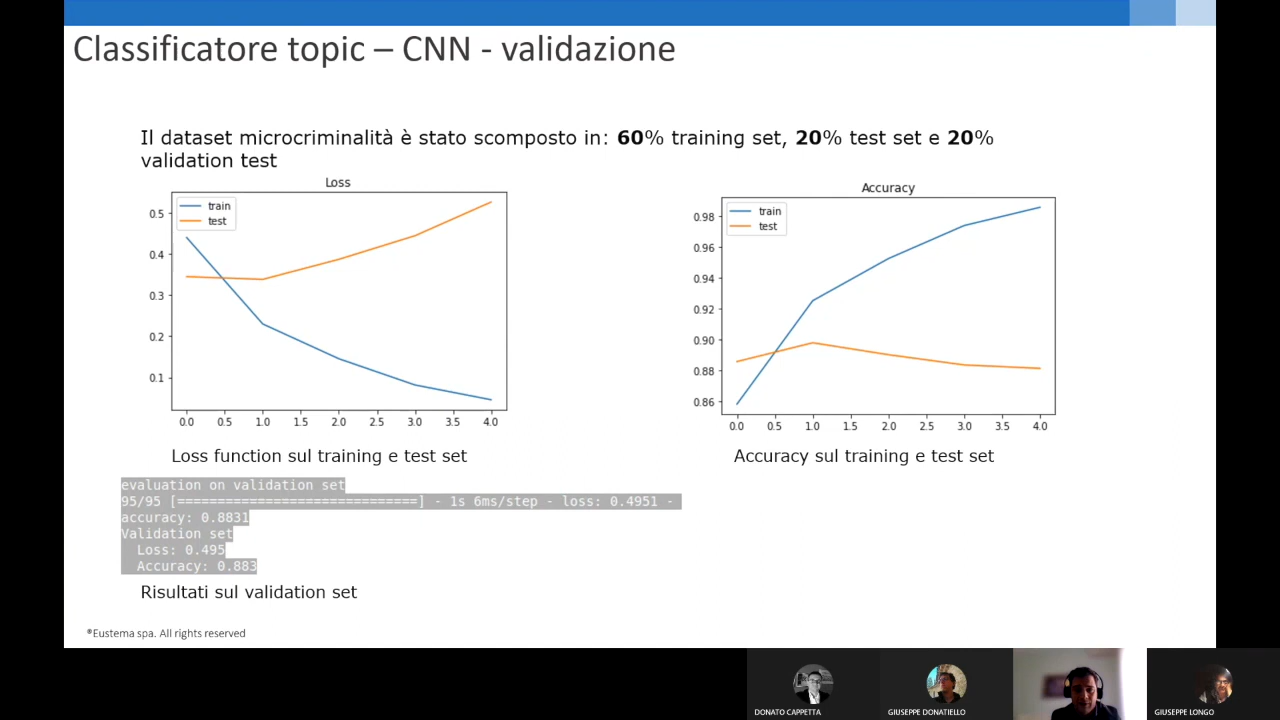 Classificatore topic – CNN - validazione
Il dataset microcriminalità è stato scomposto in: 60% training set, 20% test set e 20%
validation test
Loss
train
test
0.5
0.4
0.3
0.2
0.1
0.0 0.5 1.0 1.5 2.0 2.5 3.0 3.5 4.0
Loss function sul training e test set
Accuracy
train
test
0.98
0.96
0.94
0.92
0.90
0.88
0.86
0.0 0.5 1.0 1.5 2.0 2.5 3.0 3.5 4.0
Accuracy sul training e test set
evaluation on validation set
95/95 [==============================] - 1s 6ms/step - loss: 0.4951 -
accuracy: 0.8831
Validation set
Loss: 0.495
Accuracy: 0.883
Risultati sul validation set
®Eustema spa. All rights reserved
DONATO CAPPETTA
GIUSEPPE DONATIELLO
GIUSEPPE LONGO